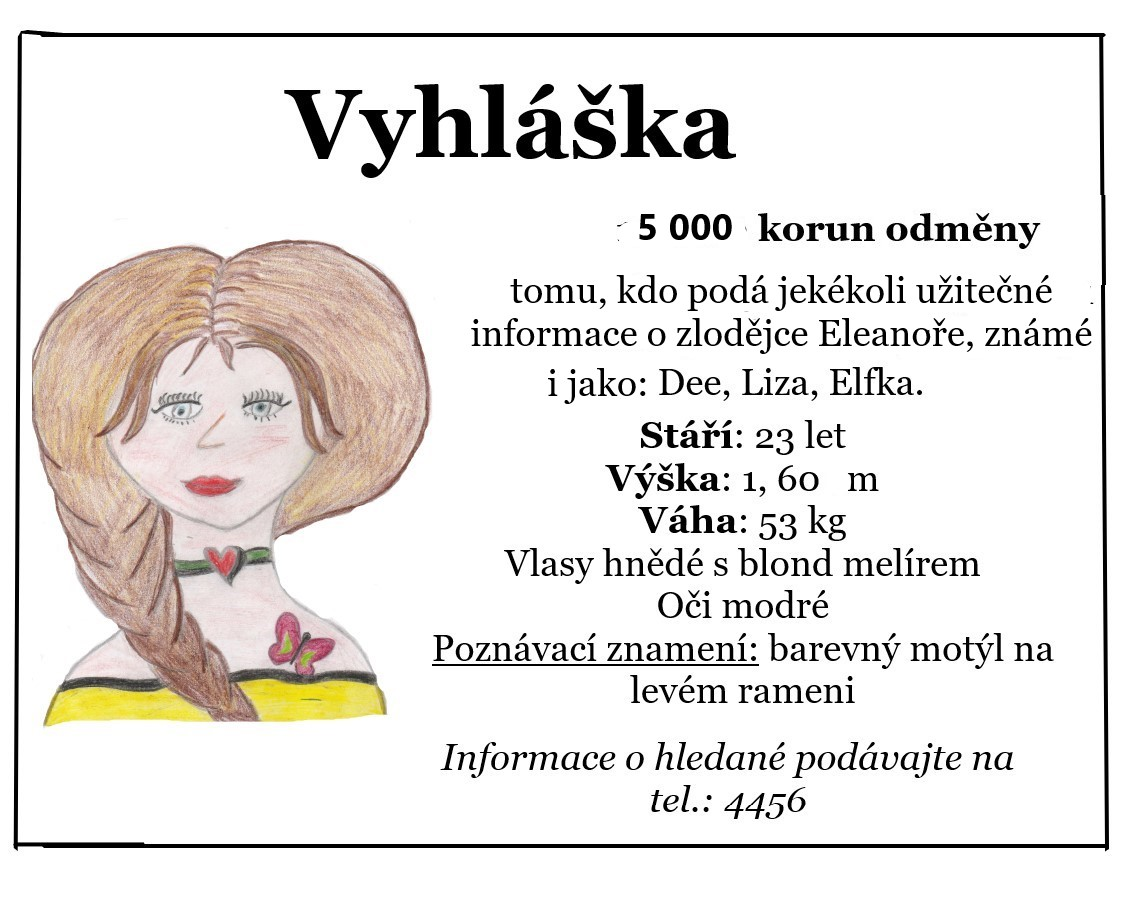 Vyhláška
5 000 korun odměny
tomu, kdo podá jekékoli užitečné
informace o zlodějce Eleanoře, známé
i jako: Dee, Liza, Elfka.
Stáří: 23 let
Výška: 1, 60 m
Váha: 53 kg
Vlasy hnědé s blond melírem
Oči modré
Poznávací znamení: barevný motýl na
levém rameni
Informace o hledané podávajte na
tel.: 4456